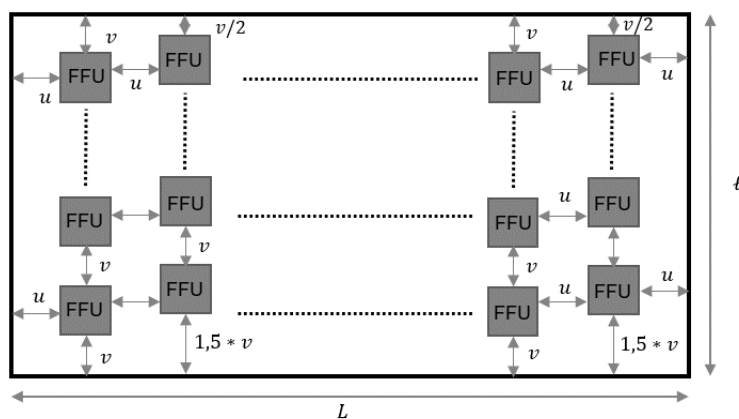 v v/2 v v/2
FFU FFU FFU FFU
u u u u
FFU FFU FFU FFU
u
v v v
ℓ
u FFU FFU FFU u FFU u
v 1,5 * v v 1,5 * v
L